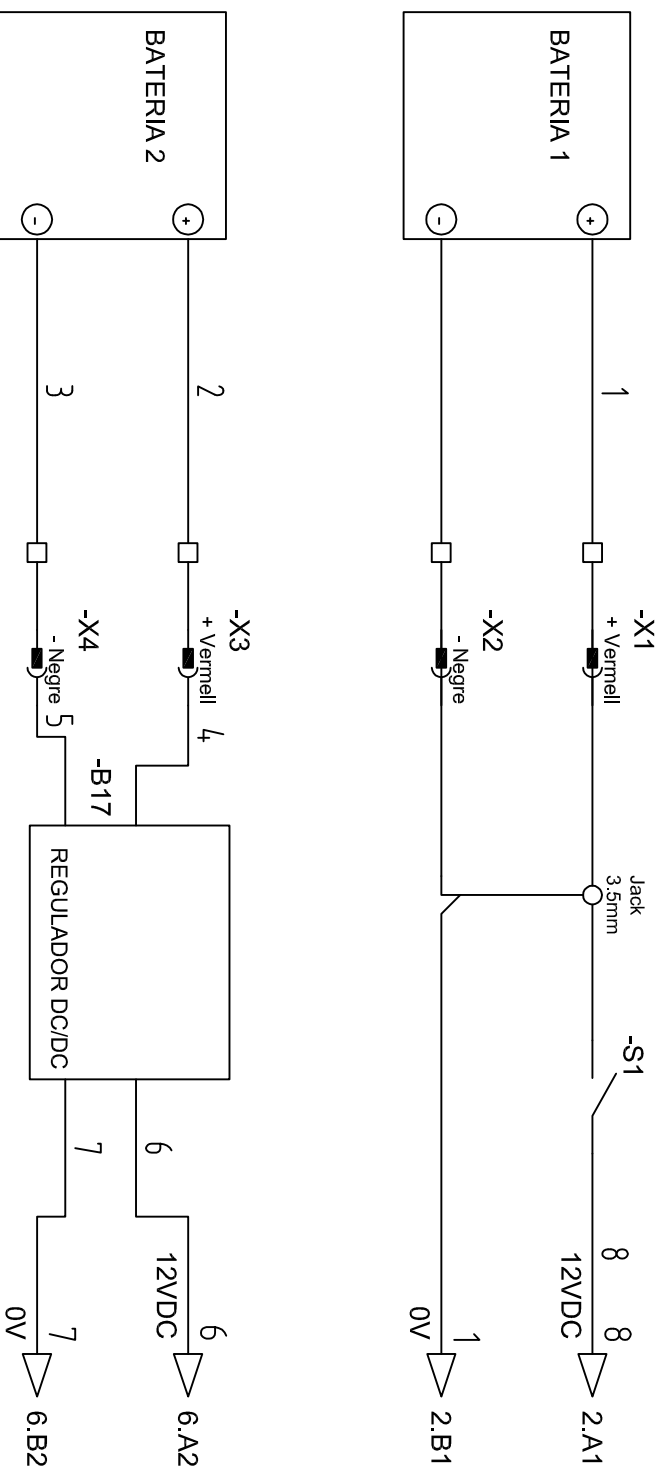 BATERIA 1
+
-
1
-X1
+ Vermell
-X2
- Negre
Jack
3.5mm
-S1
8
12VDC
8
2.A1
1
0V
2.B1
BATERIA 2
+
-
2
3
-X3
+ Vermell
-X4
- Negre
4
5
-B17
REGULADOR DC/DC
6
7
12VDC
6
6.A2
7
0V
6.B2